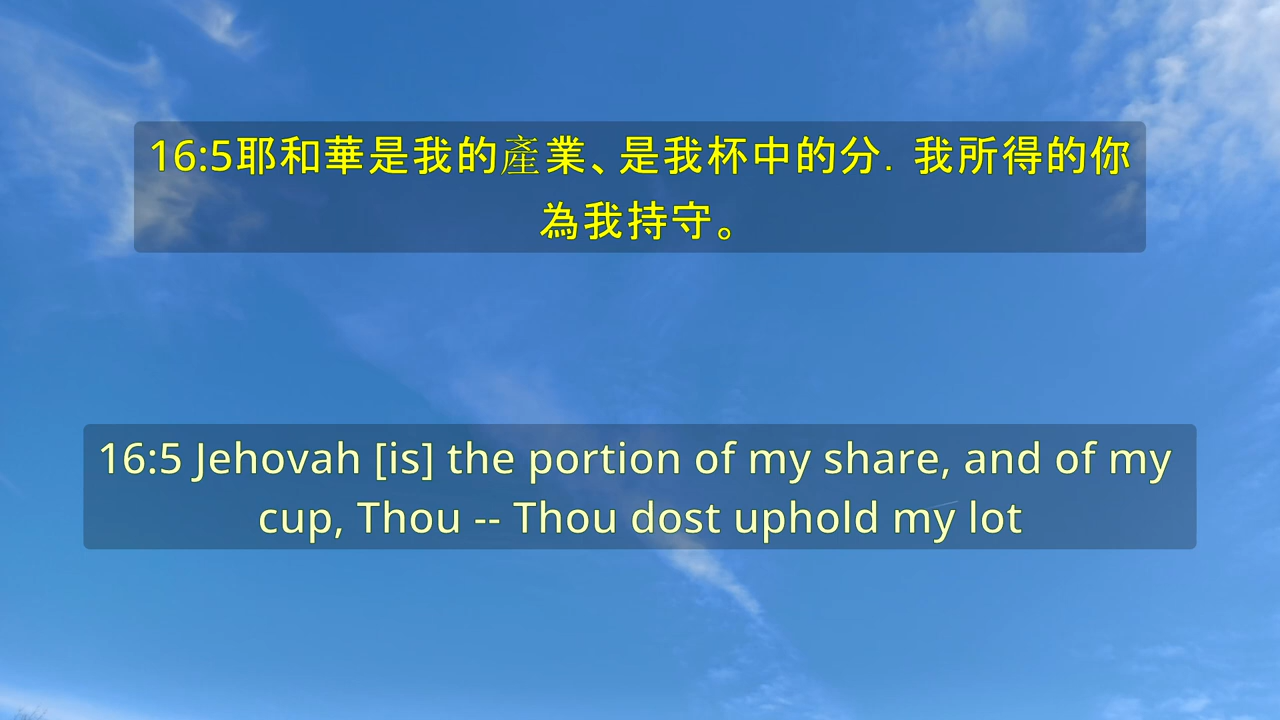 16:5耶和華是我的產業、是我杯中的分. 我所得的你
為我持守。
16:5 Jehovah [is] the portion of my share, and of my
cup, Thou -- Thou dost uphold my lot